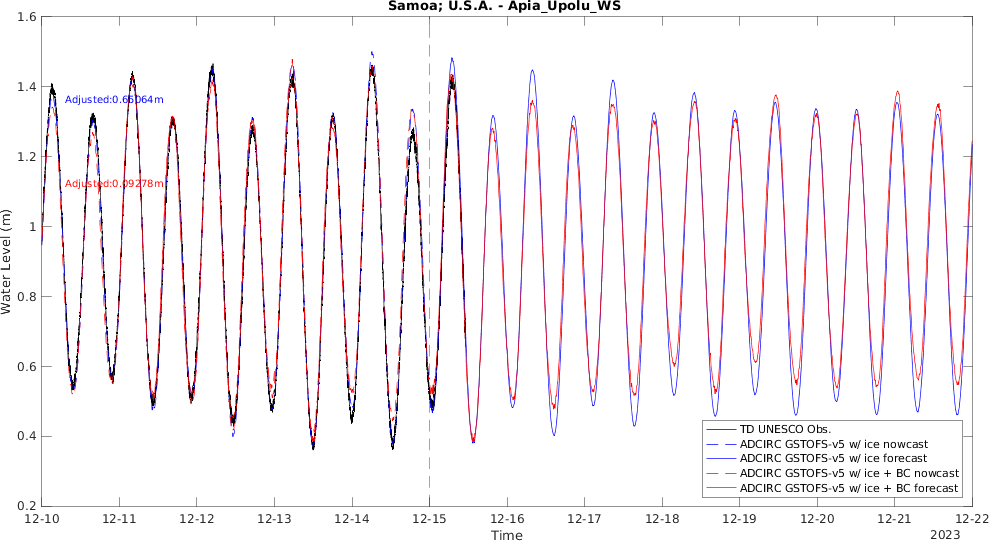 Samoa; U.S.A. - Apia_Upolu_WS
1.6
1.4
1.2
1
0.8
0.6
0.4
0.2
Water Level (m)
Adjusted:0.66064m
Adjusted:0.09278m
TD UNESCO Obs.
ADCIRC GSTOFS-v5 w/ ice nowcast
ADCIRC GSTOFS-v5 w/ ice forecast
ADCIRC GSTOFS-v5 w/ ice + BC nowcast
ADCIRC GSTOFS-v5 w/ ice + BC forecast
12-10 12-11 12-12 12-13 12-14 12-15 12-16 12-17 12-18 12-19 12-20 12-21 12-22
Time
2023